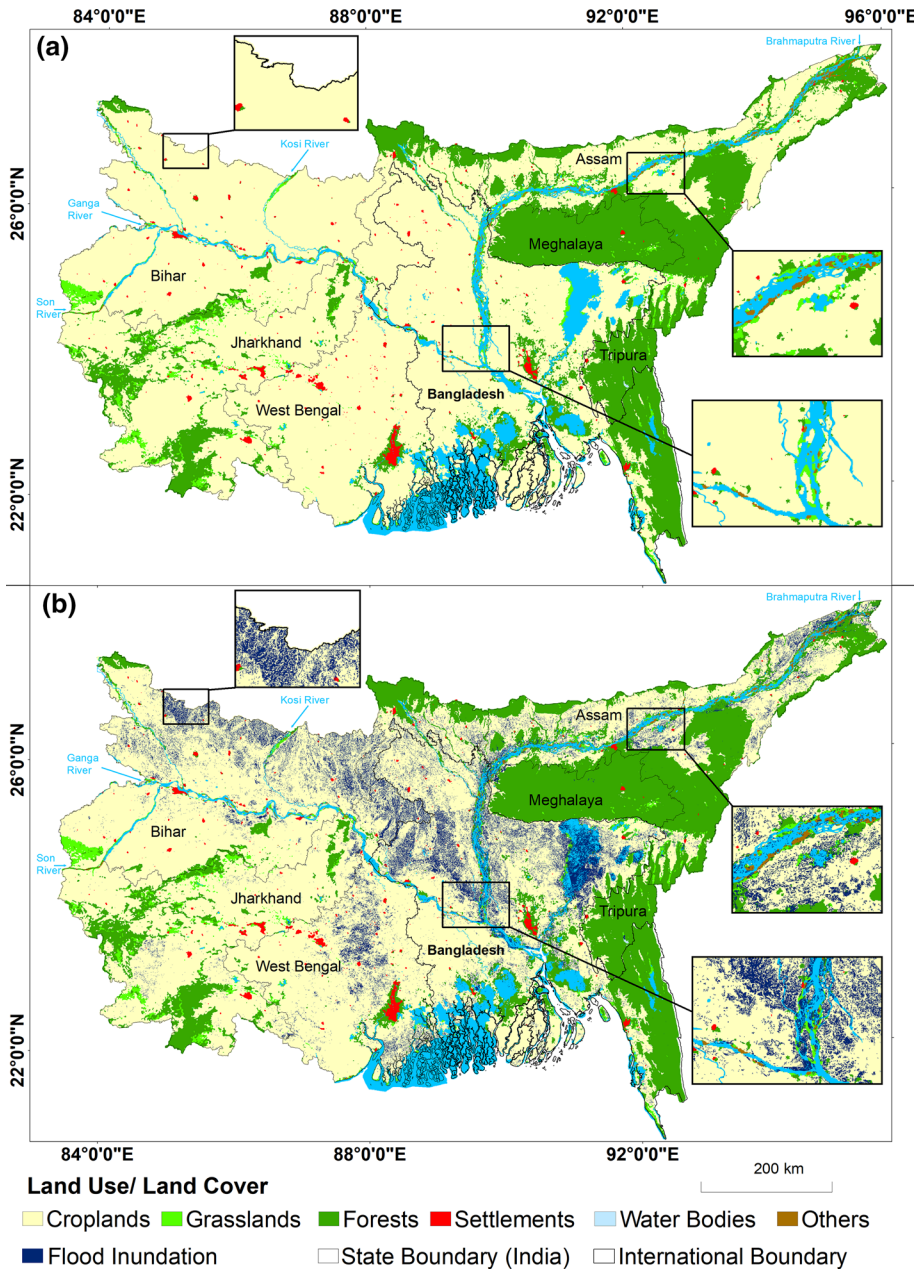 84°0'0"E 88°0'0"E 92°0'0"E 96°0'0"E
(a)
Brahmaputra River
Kosi River
Assam
26°0'0"N
Ganga
River
Meghalaya
Bihar
Son
River
Jharkhand
Tripura
Bangladesh
West Bengal
22°0'0"N
(b)
Brahmaputra River
Kosi River
Assam
26°0'0"N
Ganga
River
Meghalaya
Bihar
Son
River
Jharkhand
Tripura
Bangladesh
West Bengal
22°0'0"N
84°0'0"E 88°0'0"E 92°0'0"E
200 km
Land Use/ Land Cover
Croplands Grasslands Forests Settlements Water Bodies Others
Flood Inundation State Boundary (India) International Boundary